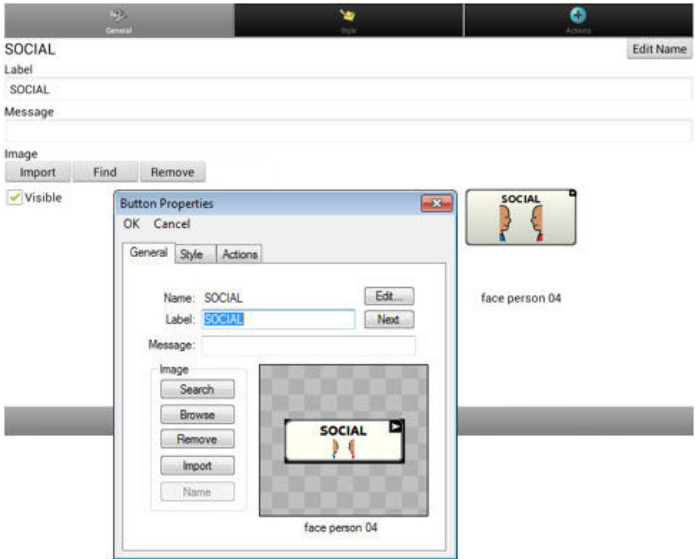 General Style Actions
SOCIAL Edit Name
Label
SOCIAL
Message
Image
Import Find Remove
Visible
SOCIAL
face person 04
Button Properties
OK Cancel
General Style Actions
Name: SOCIAL Edit...
Label: SOCIAL Next
Message:
Image
Search
Browse
Remove
Import
Name
SOCIAL
face person 04